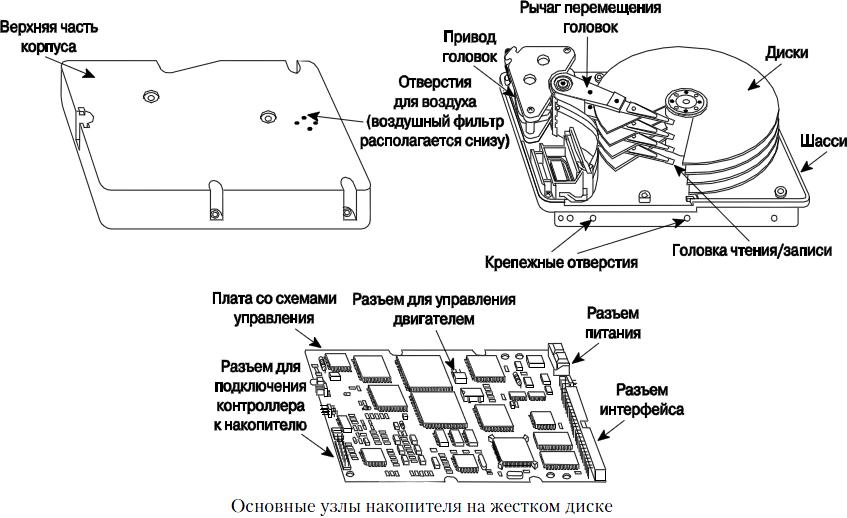 Верхняя часть
корпуса
Отверстия
для воздуха
(воздушный фильтр
располагается снизу)
Рычаг перемещения
головок
Привод
головок
Диски
Шасси
Головка чтения/записи
Крепежные отверстия
Плата со схемами
управления
Разъем для управления
двигателем
Разъем
питания
Разъем для
подключения
контроллера
к накопителю
Разъем
интерфейса
Основные узлы накопителя на жестком диске